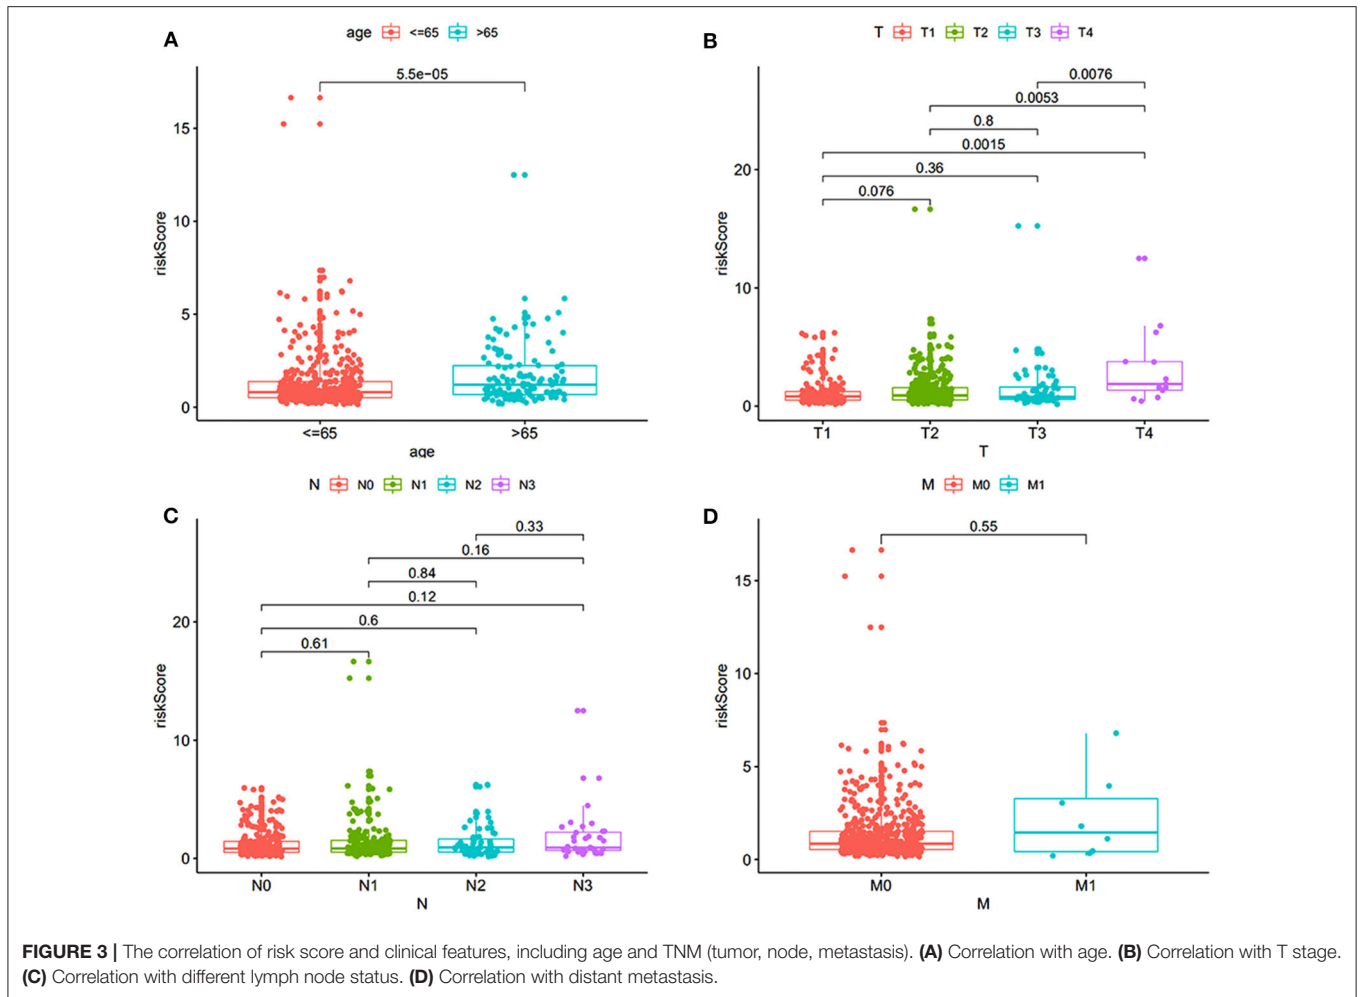 A
age <=65 >65
5.5e-05
15
10
5
0
riskScore
<=65 >65
age
B
T T1 T2 T3 T4
0.0076
0.0053
0.8
0.0015
0.36
0.076
20
10
0
riskScore
T1 T2 T3 T4
T
C
N N0 N1 N2 N3
0.33
0.16
0.84
0.12
0.6
0.61
20
10
0
riskScore
N0 N1 N2 N3
N
D
M M0 M1
0.55
15
10
5
0
riskScore
M0 M1
M
FIGURE 3 | The correlation of risk score and clinical features, including age and TNM (tumor, node, metastasis). (A) Correlation with age. (B) Correlation with T stage.
(C) Correlation with different lymph node status. (D) Correlation with distant metastasis.